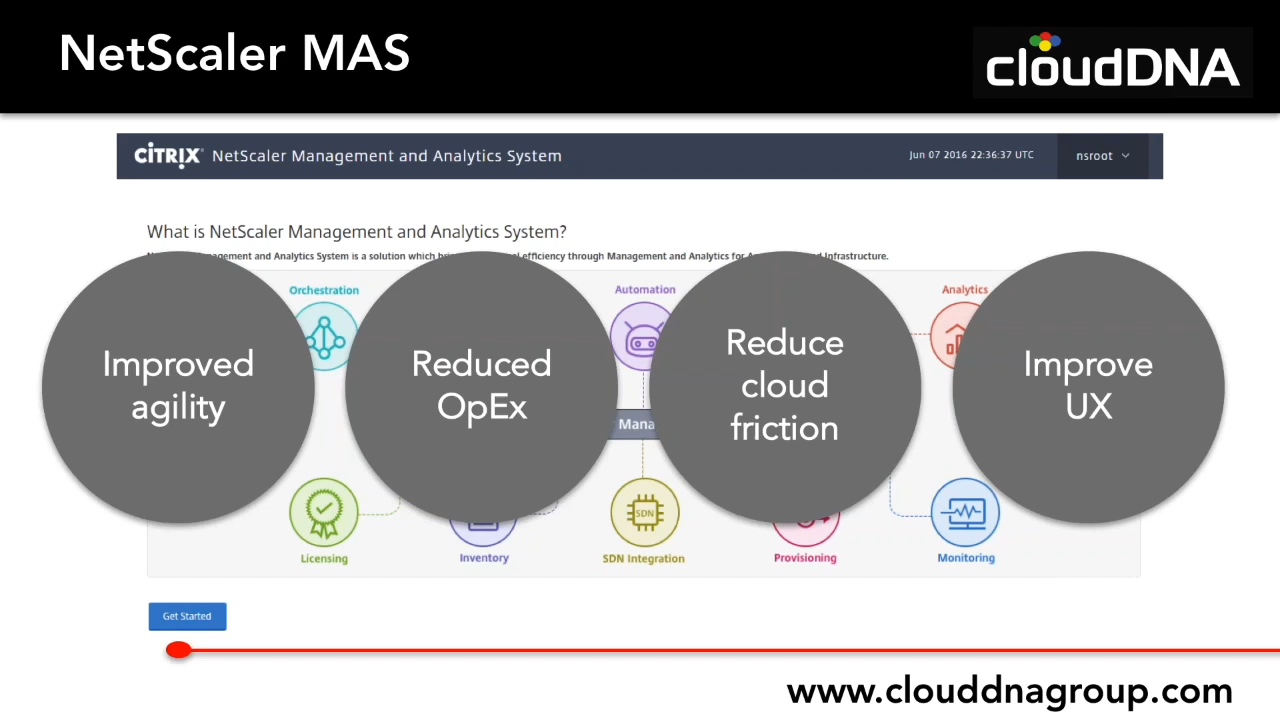 NetScaler MAS
cloudDNA
CITRIX NetScaler Management and Analytics System
Jun 07 2016 22:36:37 UTC
nsroot
What is NetScaler Management and Analytics System?
Management and Analytics System is a solution which efficiency through Management and Analytics for Infrastructure.
Orchestration
Automation
Analytics
Improved
agility
Reduced
OpEx
Reduce
cloud
friction
Improve
UX
SDN
Licensing
Inventory
SDN Integration
Provisioning
Monitoring
Get Started
www.clouddnagroup.com